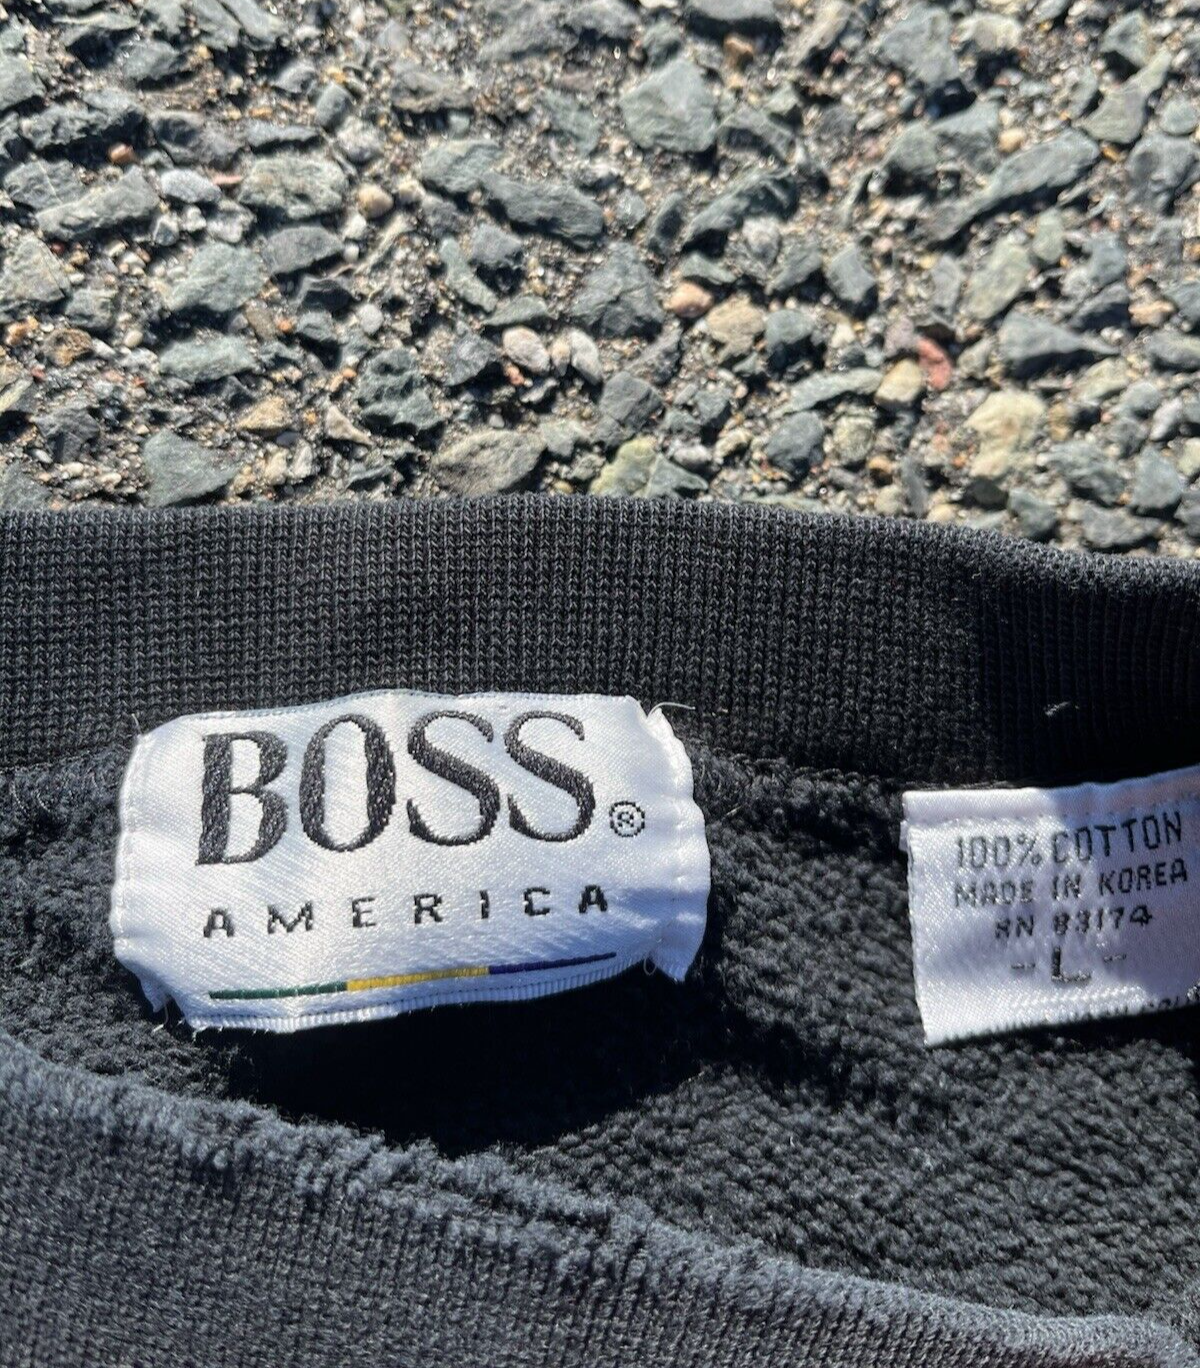 BOSS®
AMERICA
100% COTTON
MADE IN KOREA
RN 83174
- L -